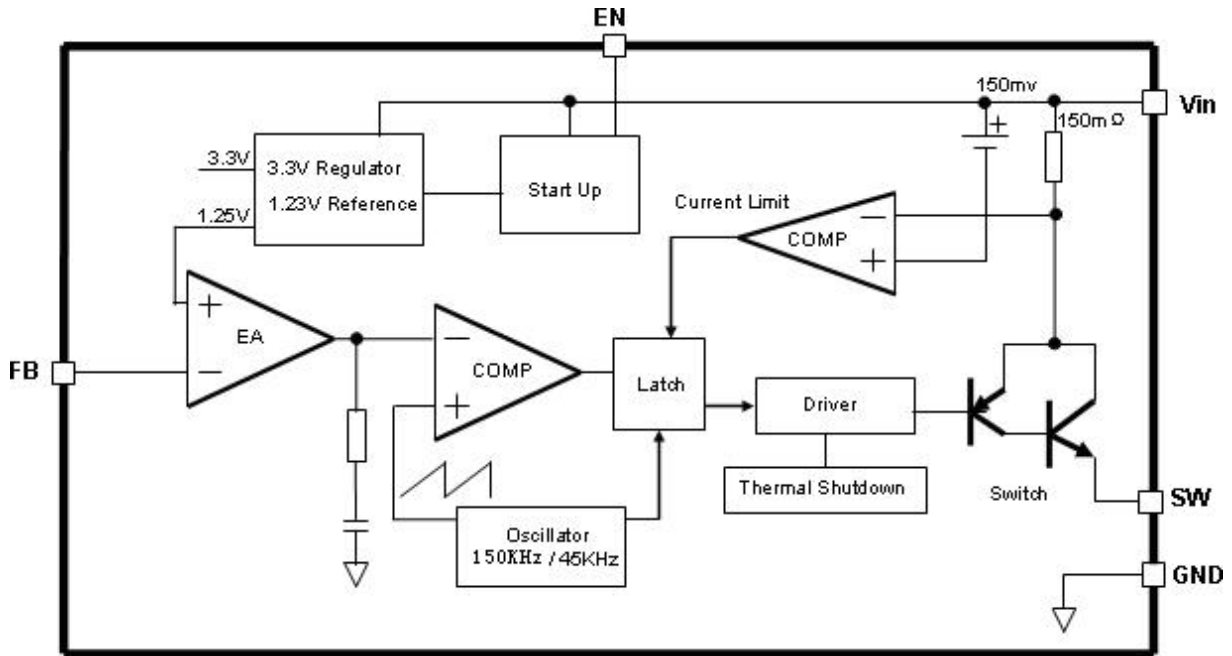 EN
150mv
Vin
150mΩ
3.3V
3.3V Regulator
1.23V Reference
Start Up
1.25V
Current Limit
COMP
−
+
+
EA
−
FB
−
COMP
+
Latch
Driver
Thermal Shutdown
Switch
SW
Oscillator
150KHz / 45KHz
GND
+